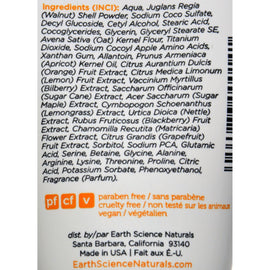 Ingredients (INCI): Aqua, Juglans Regia
(Walnut) Shell Powder, Sodium Coco Sulfate,
Decyl Glucoside, Cetyl Alcohol, Stearic Acid,
Cocoglycerides, Glycerin, Glyceryl Stearate SE,
Avena Sativa (Oat) Kernel Flour, Titanium
Dioxide, Sodium Cocoyl Apple Amino Acids,
Xanthan Gum, Allantoin, Prunus Armeniaca
(Apricot) Kernel Oil, Citrus Aurantium Dulcis
(Orange) Fruit Extract, Citrus Medica Limonum
(Lemon) Fruit Extract, Vaccinium Myrtillus
(Bilberry) Extract, Saccharum Officinarum
(Sugar Cane) Extract, Acer Saccharum (Sugar
Maple) Extract, Cymbopogon Schoenanthus
(Lemongrass) Extract, Urtica Dioica (Nettle)
Extract, Rubus Fruticosus (Blackberry) Fruit
Extract, Chamomilla Recutita (Matricaria)
Flower Extract, Citrus Grandis (Grapefruit)
Fruit Extract, Sorbitol, Sodium PCA, Glutamic
Acid, Serine, Betaine, Glycine, Alanine,
Arginine, Lysine, Threonine, Proline, Citric
Acid, Potassium Sorbate, Phenoxyethanol,
Fragrance (Parfum).
pf cf v
paraben free / sans parabène
cruelty free / non testé sur les animaux
vegan / végétalien
dist. by/par Earth Science Naturals
Santa Barbara, California 93140
Made in USA | Fait aux É.-U.
EarthScienceNaturals.com